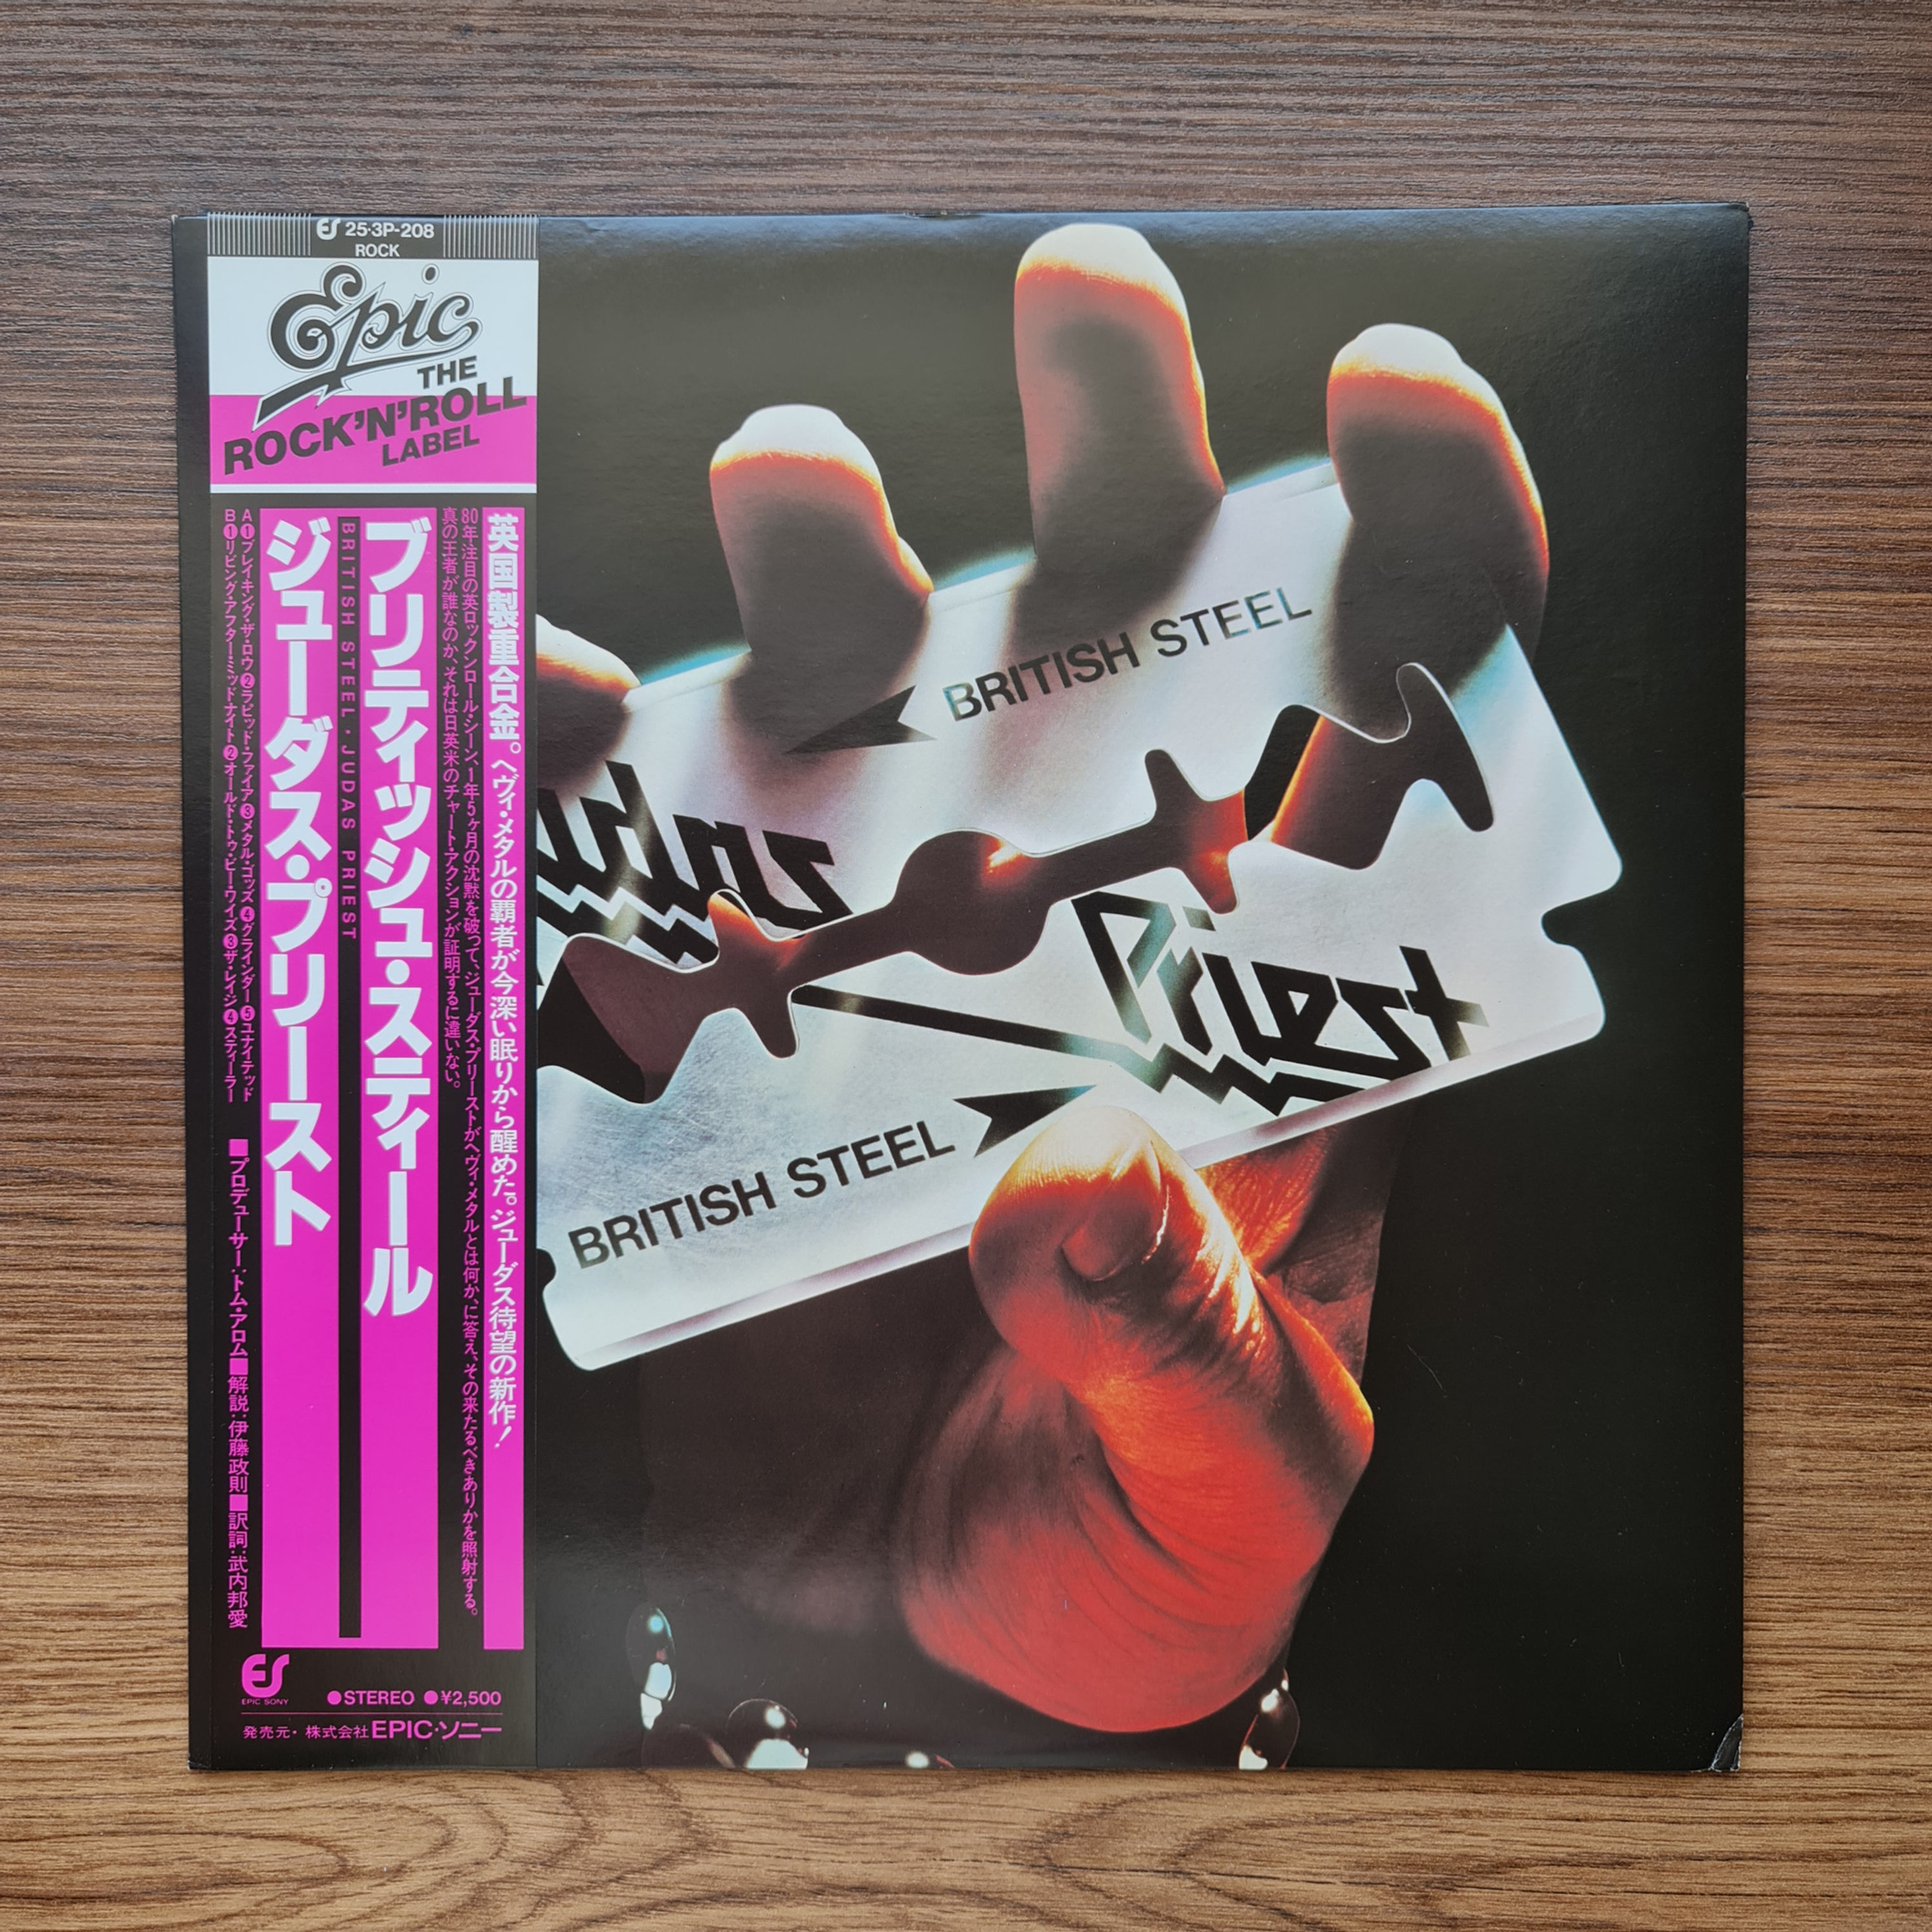 ES 25・3P-208
ROCK
Epic
THE
ROCK'N'ROLL
LABEL
英国製重合金。ヘヴィ・メタルの覇者が今深い眠りから醒めた。ジューダス待望の新作!
80年注目の英ロックンロール・シーン、1年5ヶ月の沈黙を破って、ジューダス・プリーストがヘヴィ・メタルとは何か、に答え、その来たるべきありかを照射する。
真の王者が誰なのか、それは日英米のチャート・アクションが証明するに違いない。
ブリティッシュ・スティール
BRITISH STEEL・JUDAS PRIEST
ジューダス・プリースト
A❶ブレイキング・ザ・ロウ❷ラピッド・ファイア❸メタル・ゴッズ❹グラインダー❺ユナイテッド
B❶リビング・アフター・ミッドナイト❷オールド・トゥ・ビー・ワイズ❸ザ・レイジ❹スティーラー
■プロデューサー:トム・アロム■解説:伊藤政則■訳詞:武内邦愛
ES
EPIC SONY
●STEREO ●¥2,500
発売元・株式会社EPIC・ソニー
BRITISH STEEL
udas
Priest
BRITISH STEEL